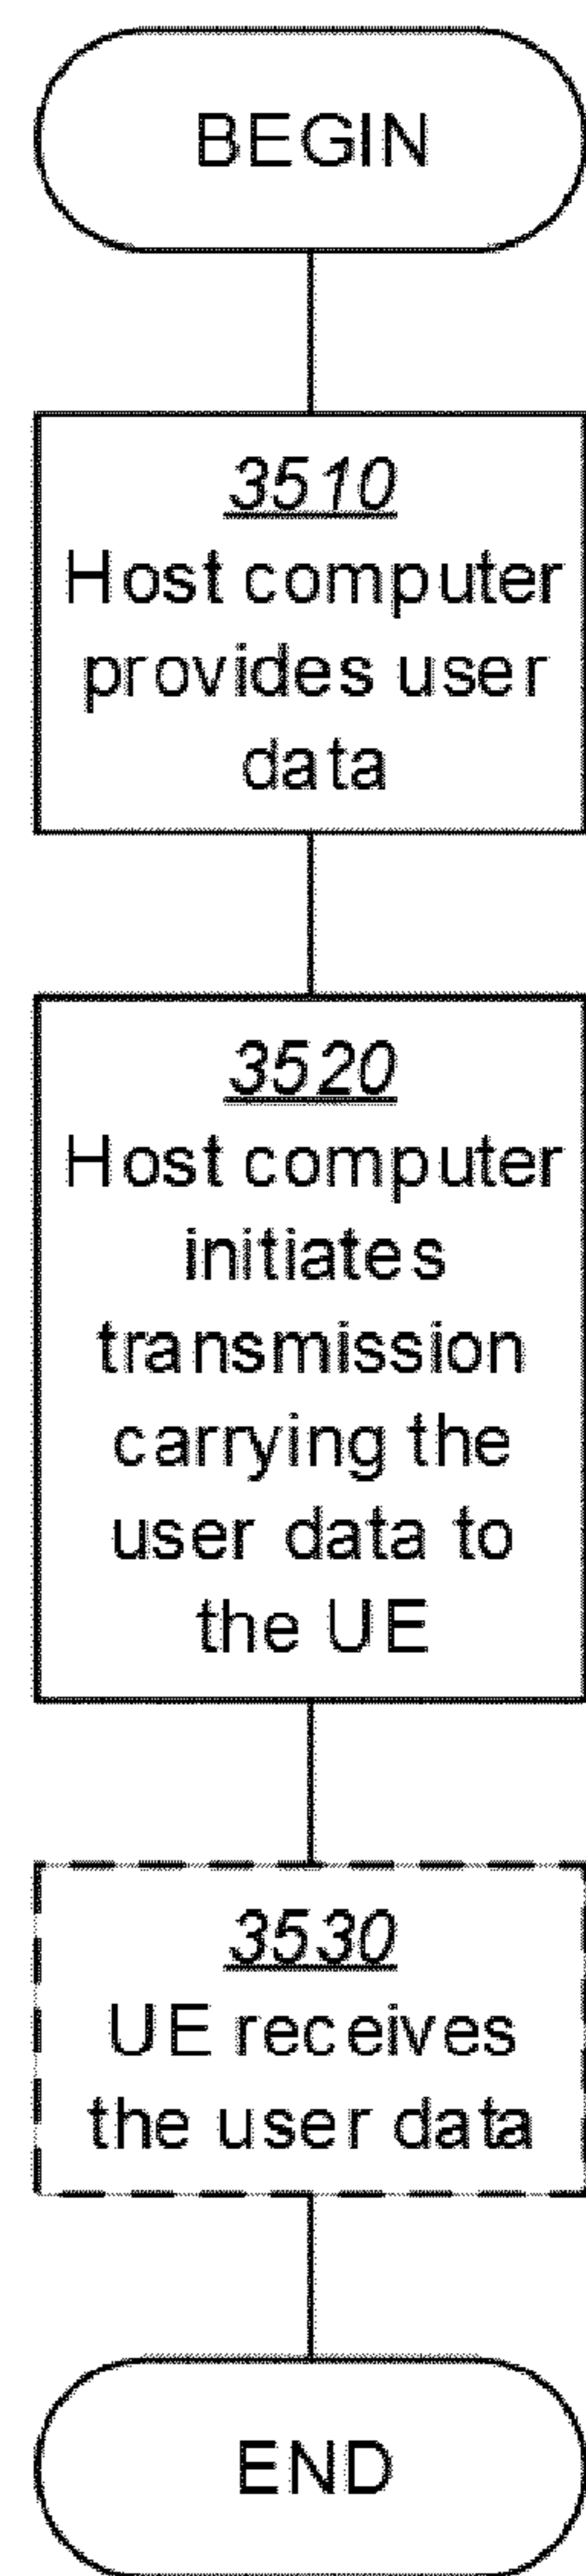 BEGIN
3510
Host computer
provides user
data
3520
Host computer
initiates
transmission
carrying the
user data to
the UE
3530
UE receives
the user data
END